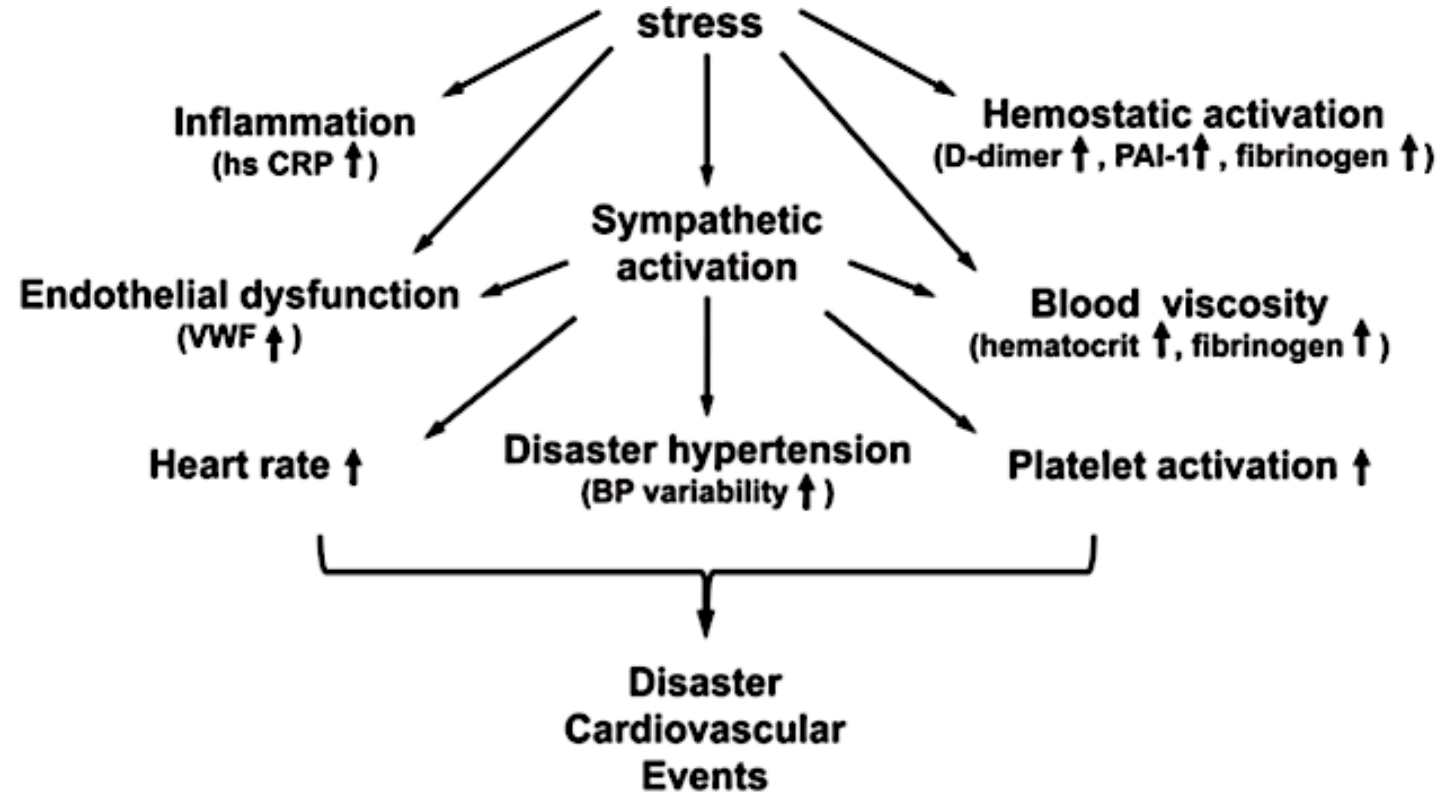 stress
Inflammation
(hs CRP ↑)
Hemostatic activation
(D-dimer ↑, PAI-1↑, fibrinogen ↑)
Sympathetic
activation
Endothelial dysfunction
(VWF ↑)
Blood viscosity
(hematocrit ↑, fibrinogen ↑)
Heart rate ↑
Disaster hypertension
(BP variability ↑)
Platelet activation ↑
Disaster
Cardiovascular
Events